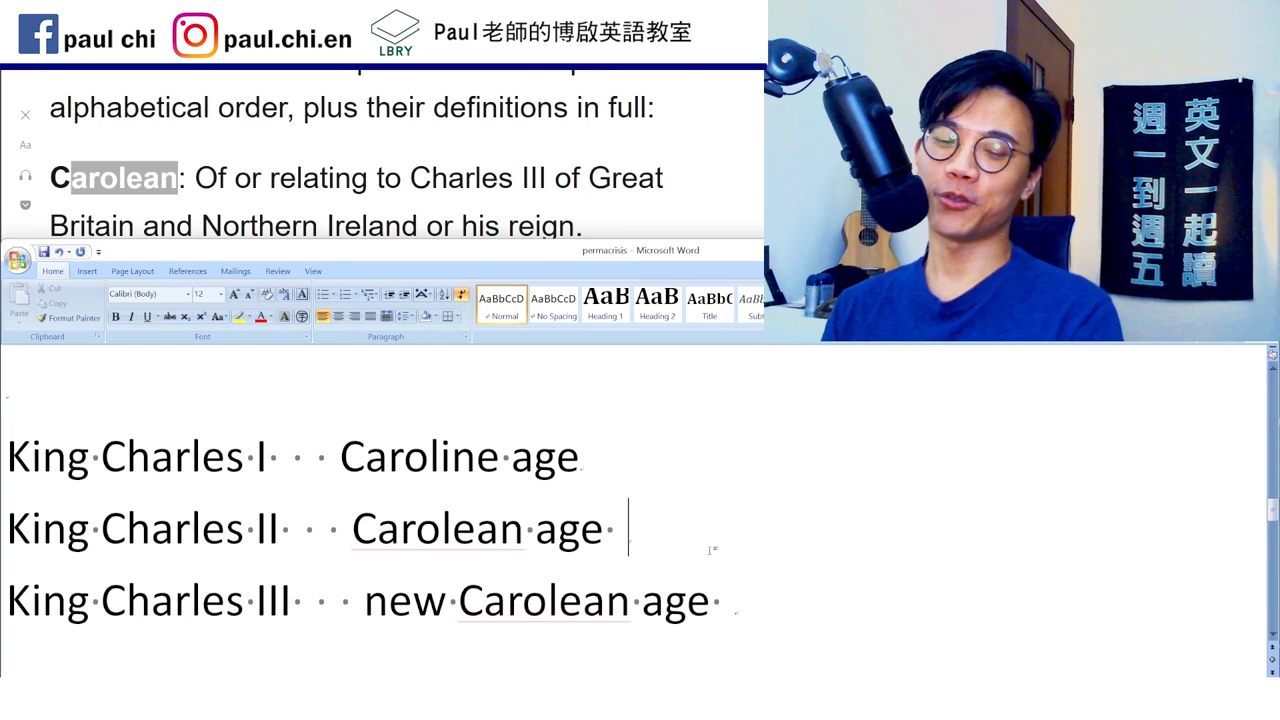 paul chi
paul.chi.en
LBRY
Paul老師的博啟英語教室
alphabetical order, plus their definitions in full:
Carolean: Of or relating to Charles III of Great
Britain and Northern Ireland or his reign.
英文一起讀
週一到週五
permacrisis - Microsoft Word
Home Insert Page Layout References Mailings Review View
Cut
Copy
Paste
Format Painter
Calibri (Body) 12
AaBbCcD AaBbCcD AaBb AaBb AaBbC
Normal No Spacing Heading 1 Heading 2 Title
Clipboard Font Paragraph
King Charles I Caroline age
King Charles II Carolean age
King Charles III new Carolean age